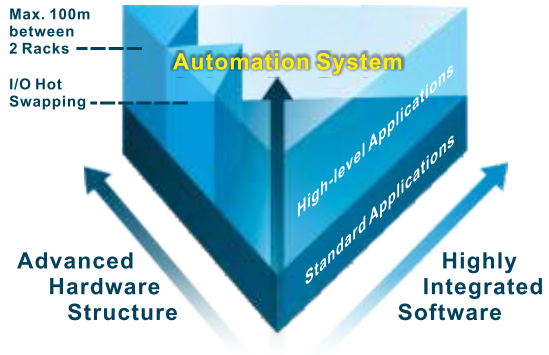 Max. 100m
between
2 Racks
I/O Hot
Swapping
Automation System
High-level Applications
Standard Applications
Advanced
Hardware
Structure
Highly
Integrated
Software